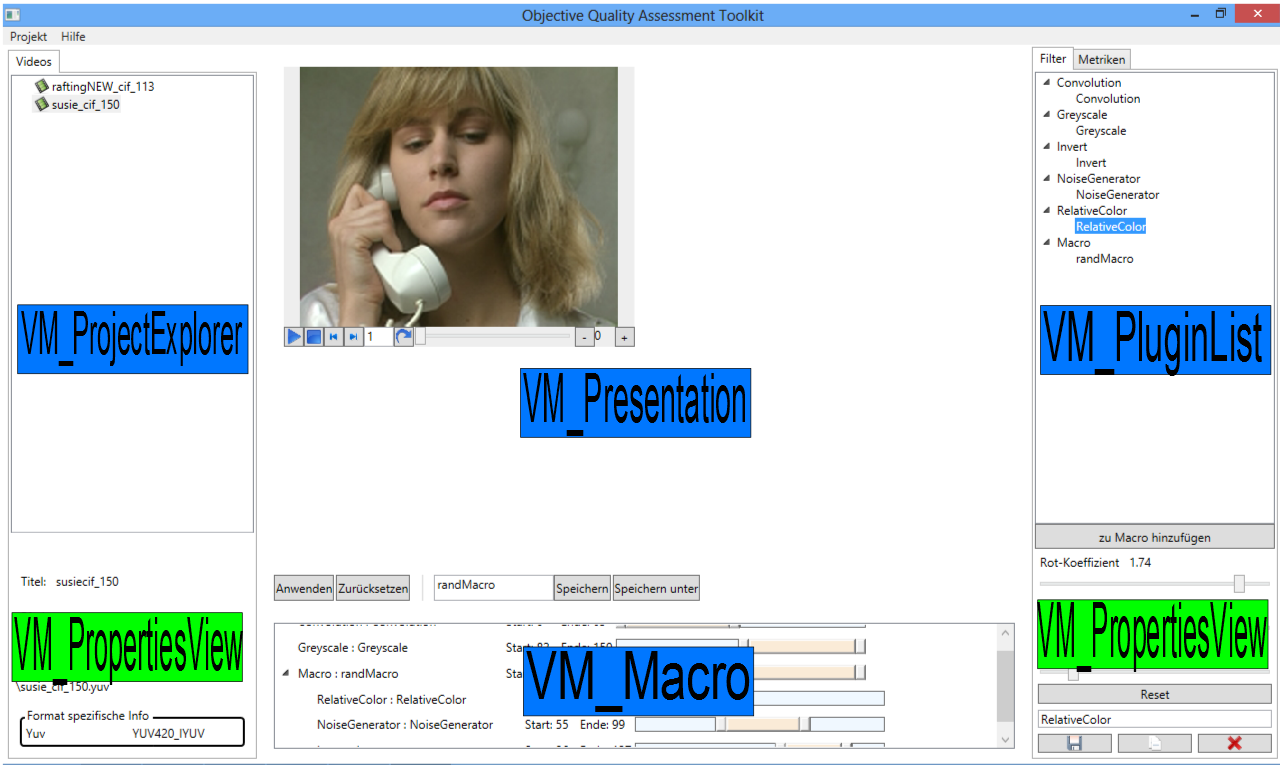 Objective Quality Assessment Toolkit
Projekt Hilfe
Videos
raftingNEW_cif_113
susie_cif_150
VM_ProjectExplorer
Titel: susiecif_150
VM_PropertiesView
\susie_cif_150.yuv
Format spezifische Info
Yuv YUV420_IYUV
1
- 0 +
VM_Presentation
Anwenden Zurücksetzen randMacro Speichern Speichern unter
Greyscale : Greyscale Start: 82 Ende: 150
Macro : randMacro
RelativeColor : RelativeColor
NoiseGenerator : NoiseGenerator Start: 55 Ende: 99
VM_Macro
Filter Metriken
Convolution
Convolution
Greyscale
Greyscale
Invert
Invert
NoiseGenerator
NoiseGenerator
RelativeColor
RelativeColor
Macro
randMacro
VM_PluginList
zu Macro hinzufügen
Rot-Koeffizient 1.74
VM_PropertiesView
Reset
RelativeColor